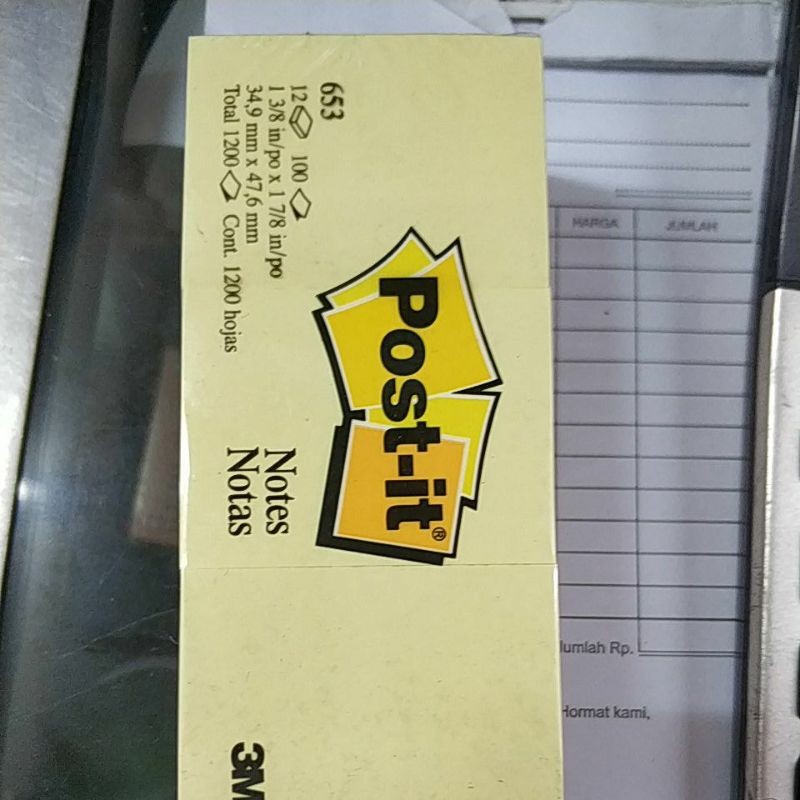 653
12 100
1 3/8 in/po x 1 7/8 in/po
34,9 mm x 47,6 mm
Total 1200 Cont. 1200 hojas
Post-it®
Notes
Notas
3M
HARGA JUMLAH
Jumlah Rp.
Hormat kami,